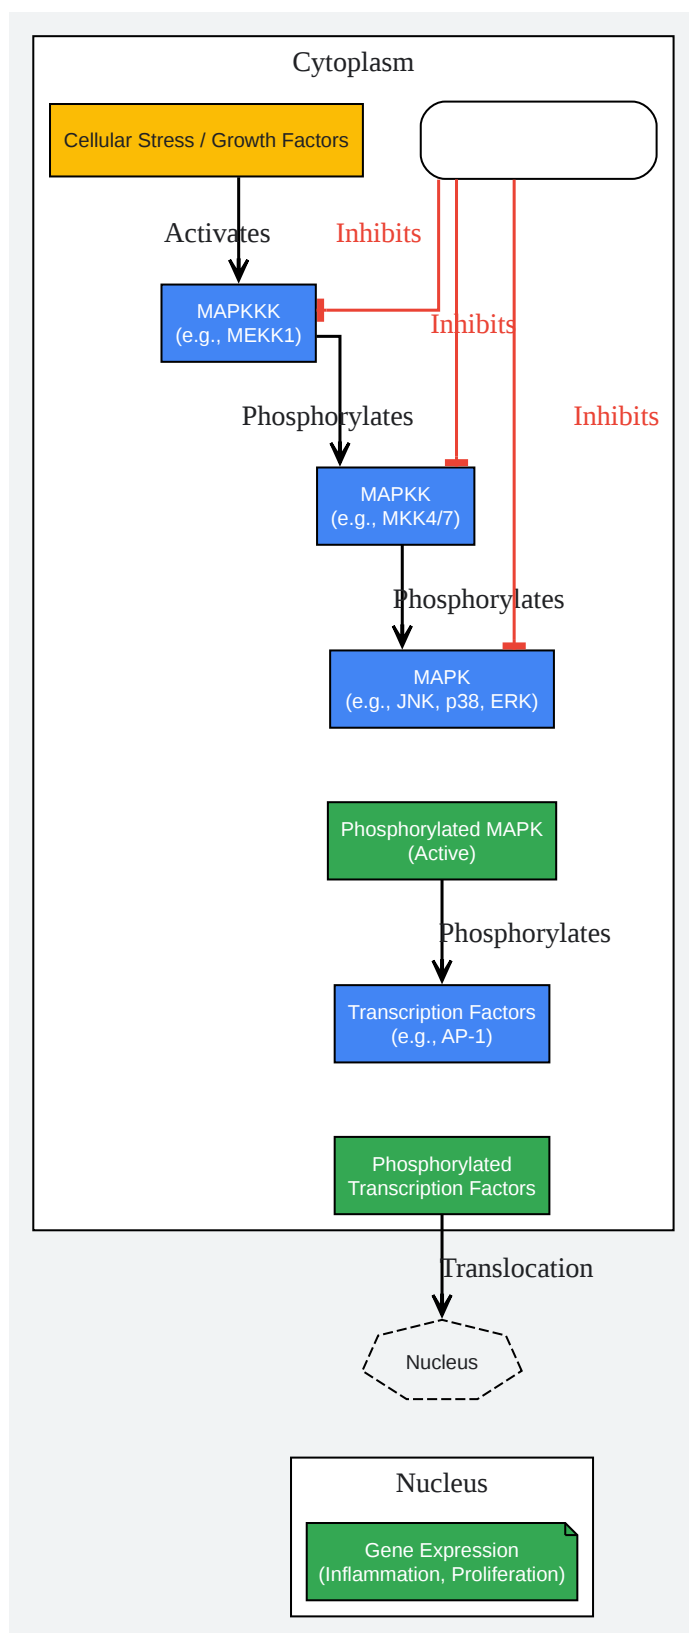 Cytoplasm
Cellular Stress / Growth Factors
Activates
Inhibits
MAPKKK
(e.g., MEKK1)
Inhibits
Phosphorylates
Inhibits
MAPKK
(e.g., MKK4/7)
Phosphorylates
MAPK
(e.g., JNK, p38, ERK)
Phosphorylated MAPK
(Active)
Phosphorylates
Transcription Factors
(e.g., AP-1)
Phosphorylated
Transcription Factors
Translocation
Nucleus
Nucleus
Gene Expression
(Inflammation, Proliferation)